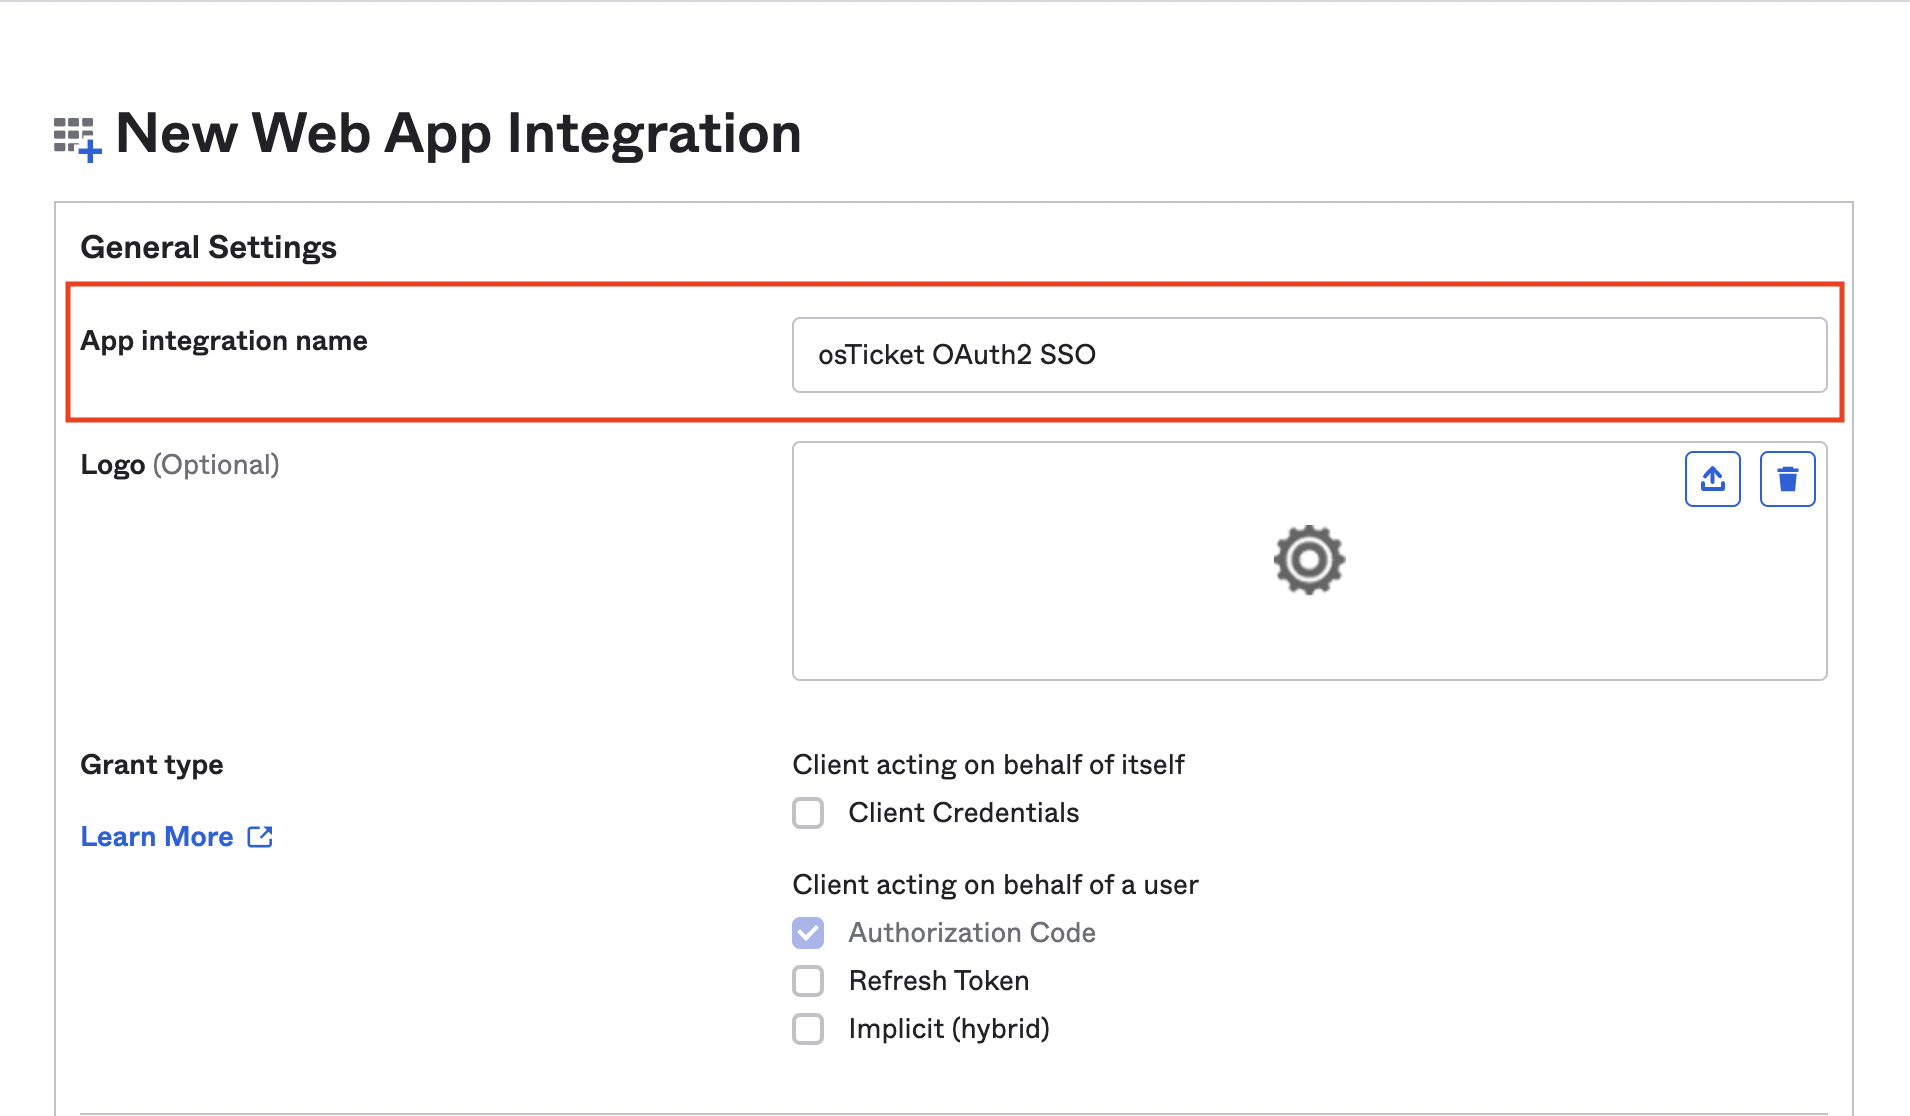 New Web App Integration
General Settings
App integration name
osTicket OAuth2 SSO
Logo (Optional)
Grant type
Learn More
Client acting on behalf of itself
Client Credentials
Client acting on behalf of a user
Authorization Code
Refresh Token
Implicit (hybrid)